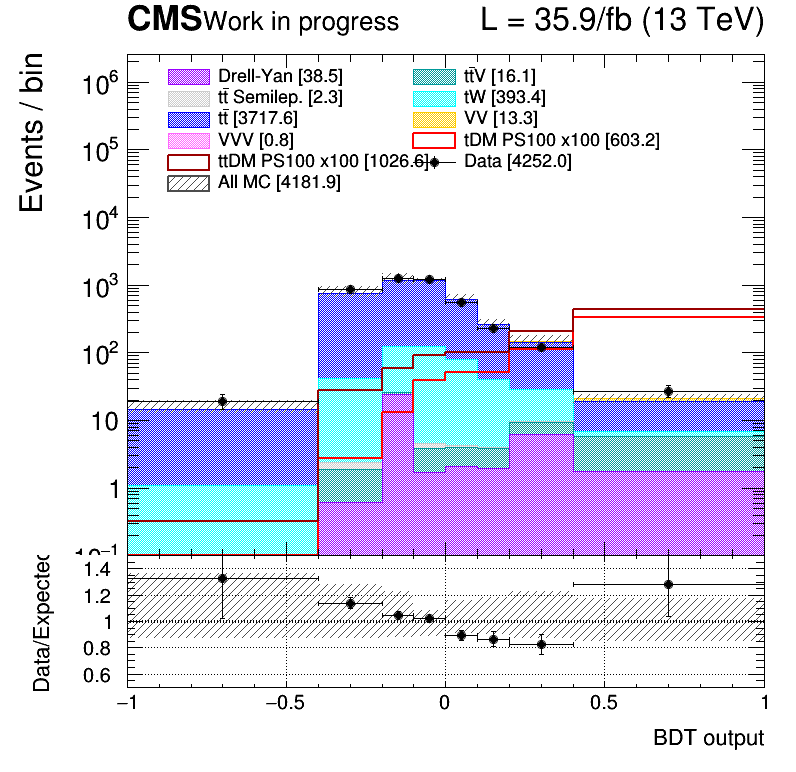 CMS Work in progress L = 35.9/fb (13 TeV)
Events / bin
Drell-Yan [38.5] tt̄V [16.1]
tt̄ Semilep. [2.3] tW [393.4]
tt̄ [3717.6] VV [13.3]
VVV [0.8] tDM PS100 x100 [603.2]
ttDM PS100 x100 [1026.6] Data [4252.0]
All MC [4181.9]
10⁶
10⁵
10⁴
10³
10²
10
1
10⁻¹
Data/Expected
1.4
1.2
1
0.8
0.6
−1 −0.5 0 0.5 1
BDT output